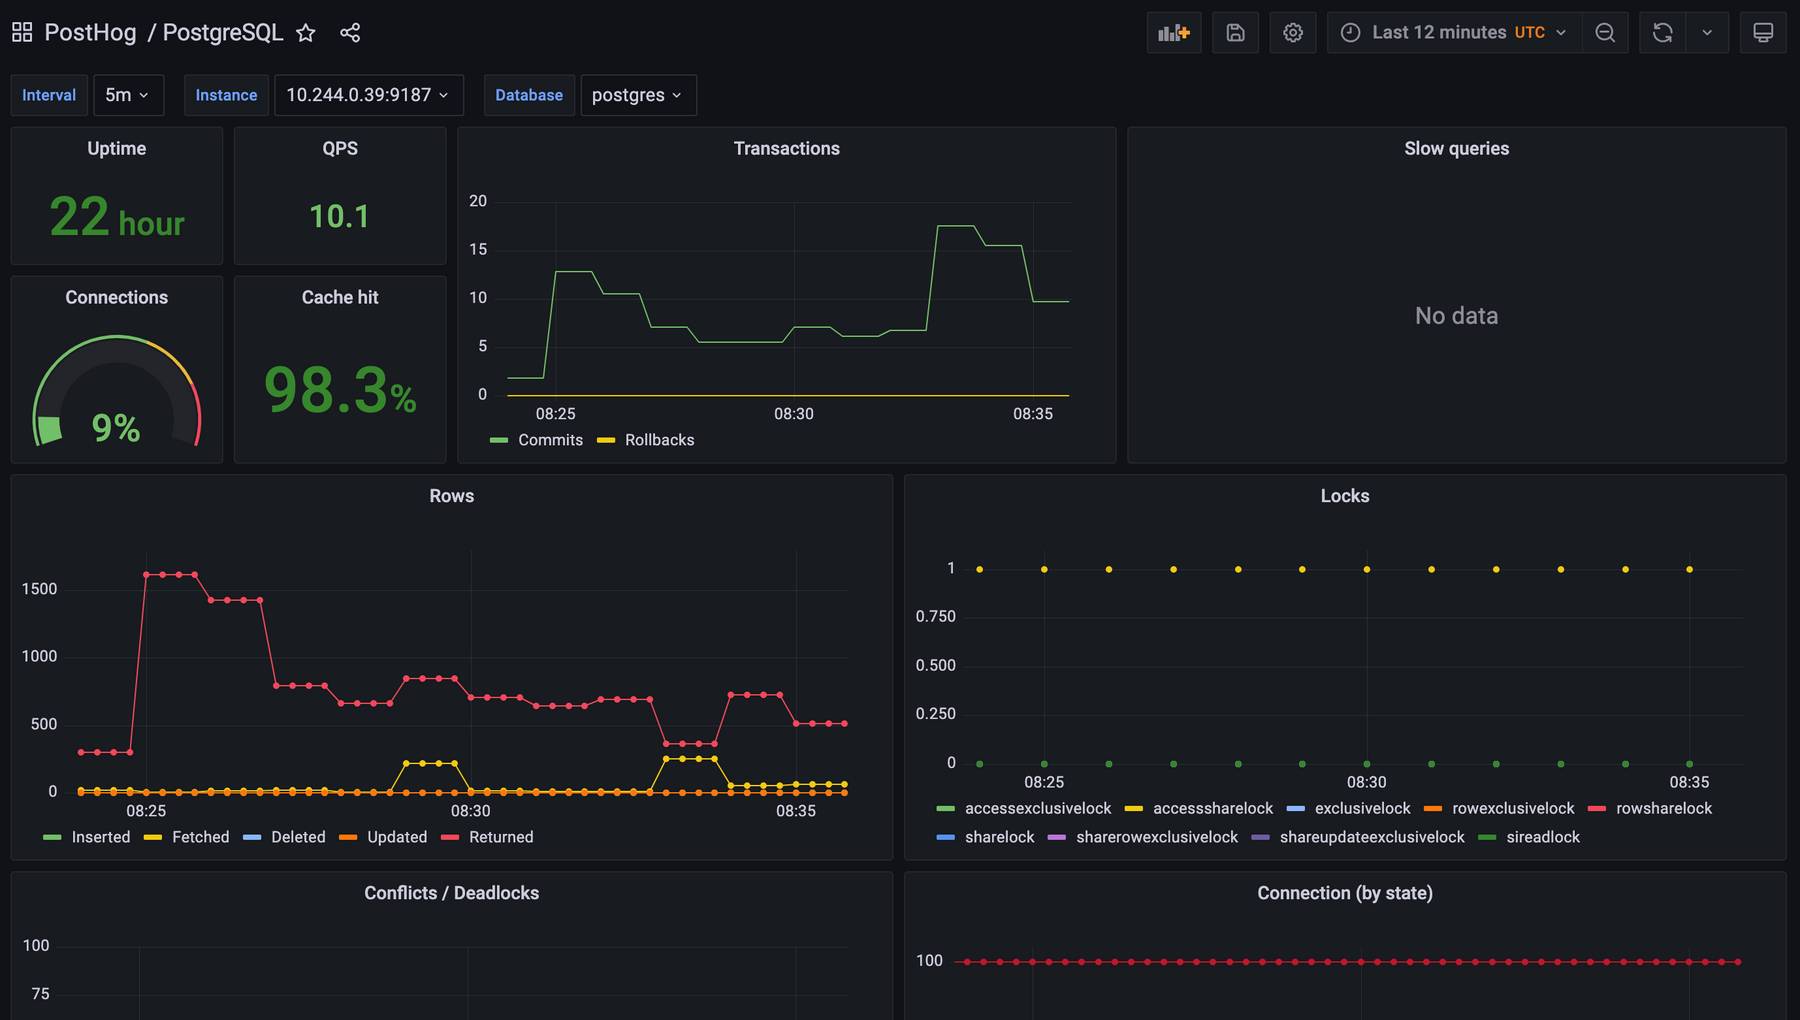 PostHog / PostgreSQL
Last 12 minutes UTC
Interval 5m Instance 10.244.0.39:9187 Database postgres
Uptime
22 hour
QPS
10.1
Connections
9%
Cache hit
98.3%
Transactions
20
15
10
5
0
08:25 08:30 08:35
Commits Rollbacks
Slow queries
No data
Rows
1500
1000
500
0
08:25 08:30 08:35
Inserted Fetched Deleted Updated Returned
Locks
1
0.750
0.500
0.250
0
08:25 08:30 08:35
accessexclusivelock accesssharelock exclusivelock rowexclusivelock rowsharelock
sharelock sharerowexclusivelock shareupdateexclusivelock sireadlock
Conflicts / Deadlocks
100
75
Connection (by state)
100